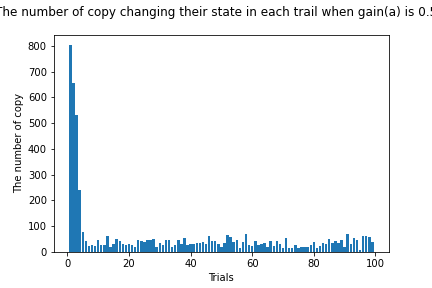 The number of copy changing their state in each trail when gain(a) is 0.5
The number of copy
800
700
600
500
400
300
200
100
0
0 20 40 60 80 100
Trials